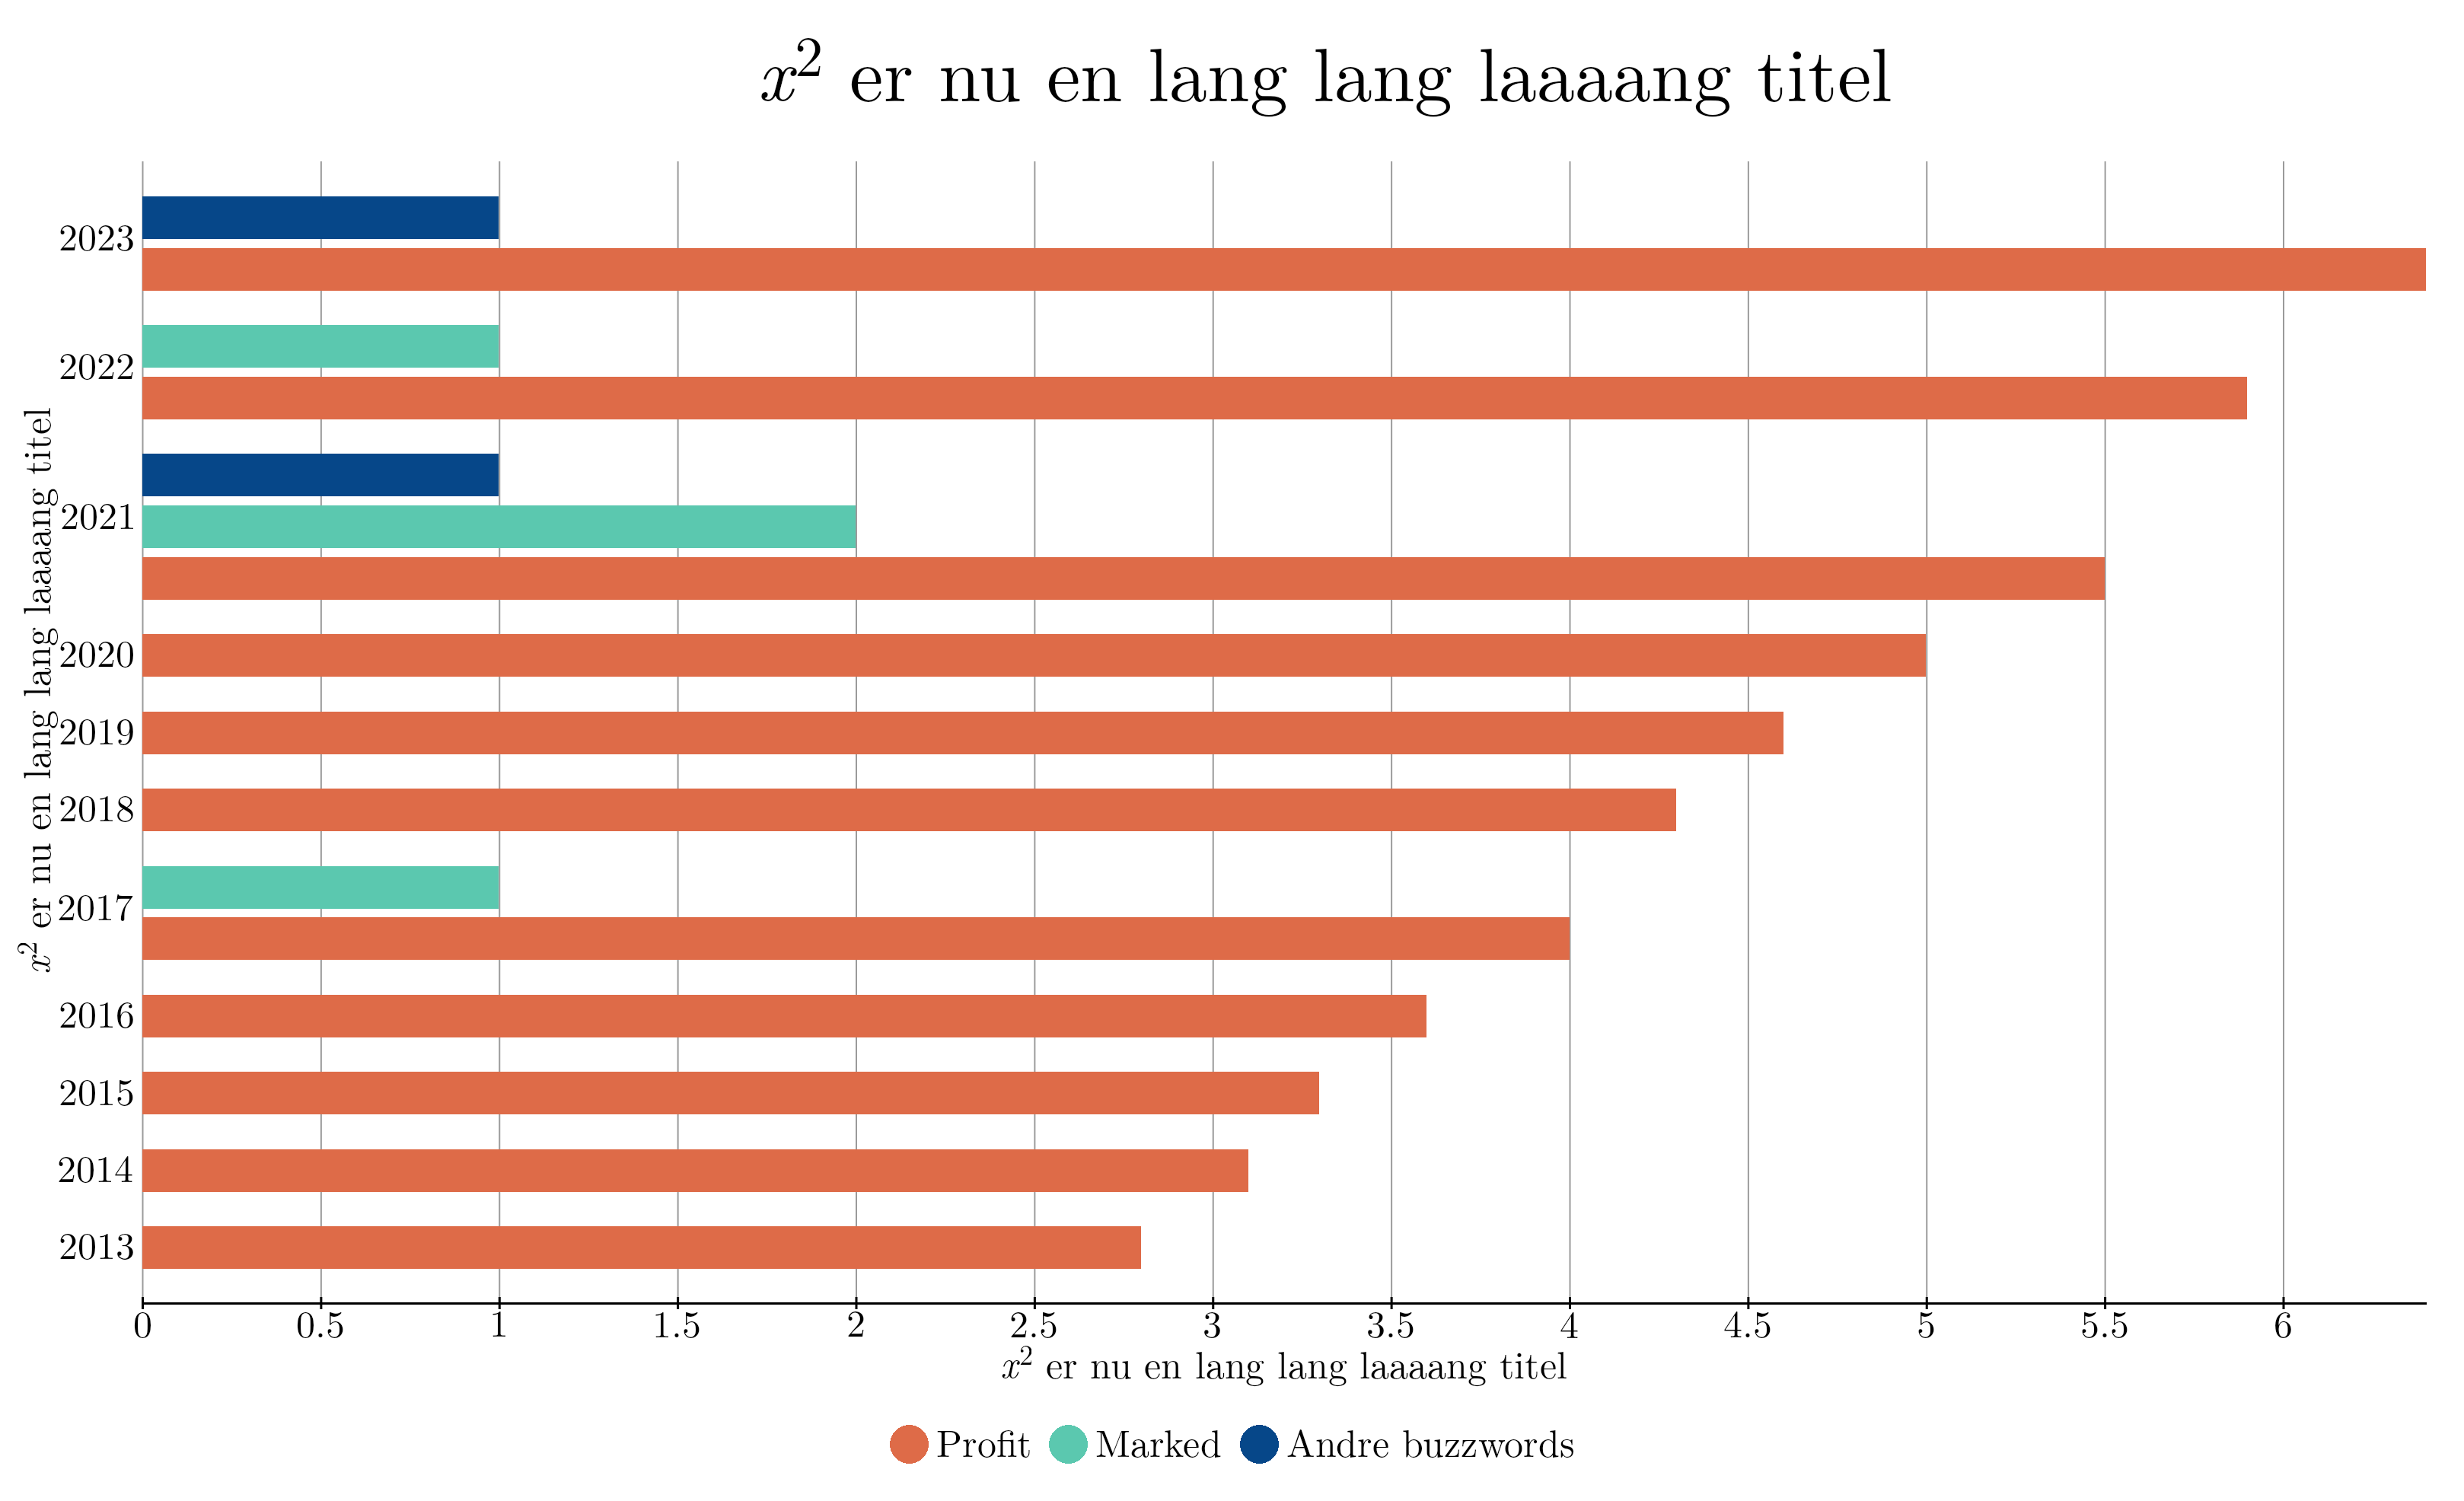 x² er nu en lang lang laaaang titel
x² er nu en lang lang laaaang titel
2023
2022
2021
2020
2019
2018
2017
2016
2015
2014
2013
0 0.5 1 1.5 2 2.5 3 3.5 4 4.5 5 5.5 6
x² er nu en lang lang laaaang titel
Profit Marked Andre buzzwords